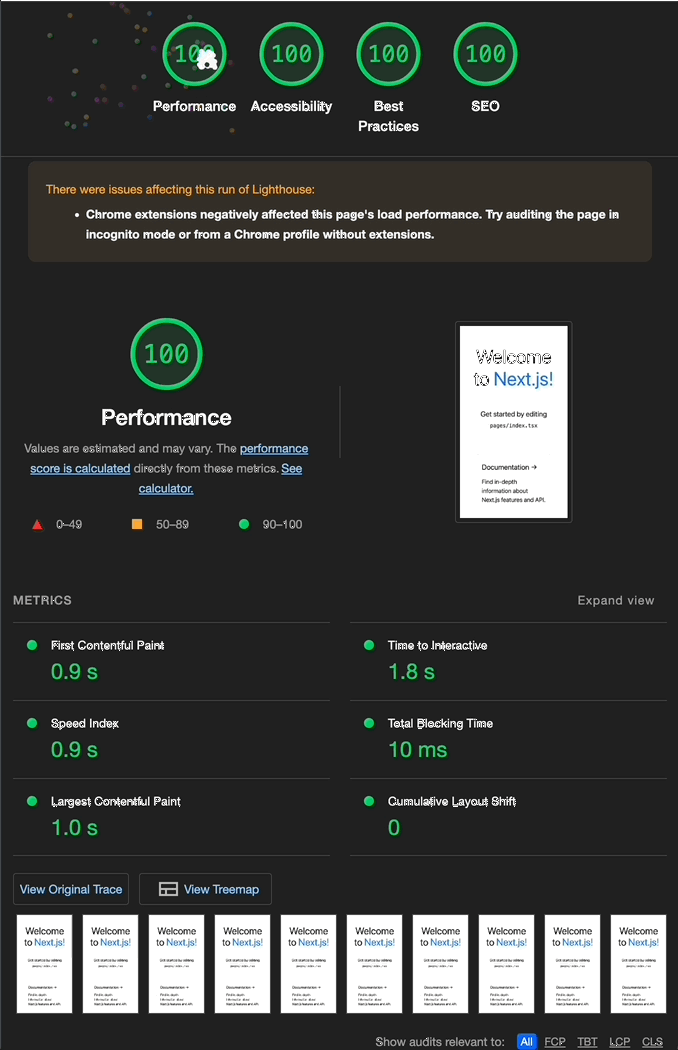 100 100 100 100
Performance Accessibility Best Practices SEO
There were issues affecting this run of Lighthouse:
• Chrome extensions negatively affected this page's load performance. Try auditing the page in
incognito mode or from a Chrome profile without extensions.
100
Performance
Values are estimated and may vary. The performance
score is calculated directly from these metrics. See
calculator.
0–49 50–89 90–100
Welcome
to Next.js!
Get started by editing
pages/index.tsx
Documentation →
Find in-depth
information about
Next.js features and API.
METRICS Expand view
First Contentful Paint
0.9 s
Time to Interactive
1.8 s
Speed Index
0.9 s
Total Blocking Time
10 ms
Largest Contentful Paint
1.0 s
Cumulative Layout Shift
0
View Original Trace View Treemap
Welcome Welcome Welcome Welcome Welcome Welcome Welcome Welcome Welcome Welcome
to Next.js! to Next.js! to Next.js! to Next.js! to Next.js! to Next.js! to Next.js! to Next.js! to Next.js! to Next.js!
Show audits relevant to: All FCP TBT LCP CLS